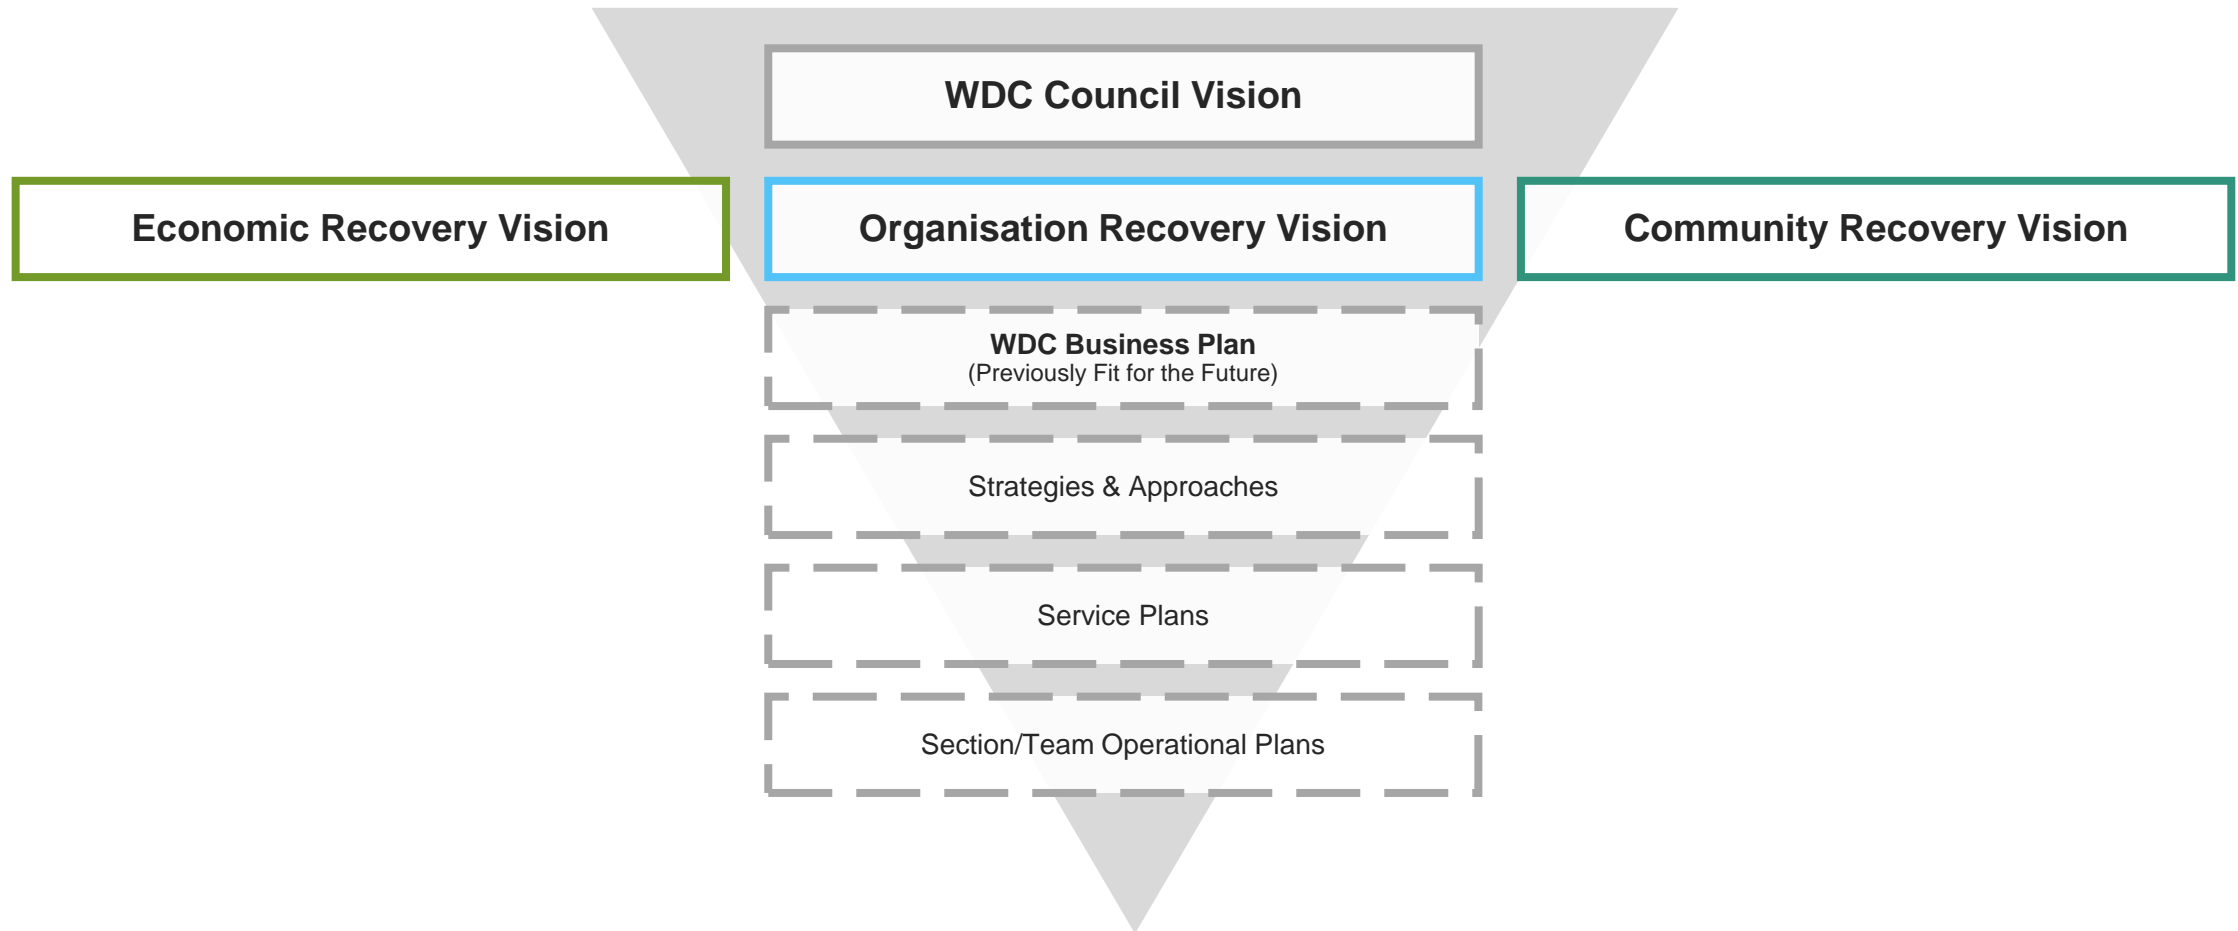 WDC Council Vision
Economic Recovery Vision
Organisation Recovery Vision
Community Recovery Vision
WDC Business Plan
(Previously Fit for the Future)
Strategies & Approaches
Service Plans
Section/Team Operational Plans